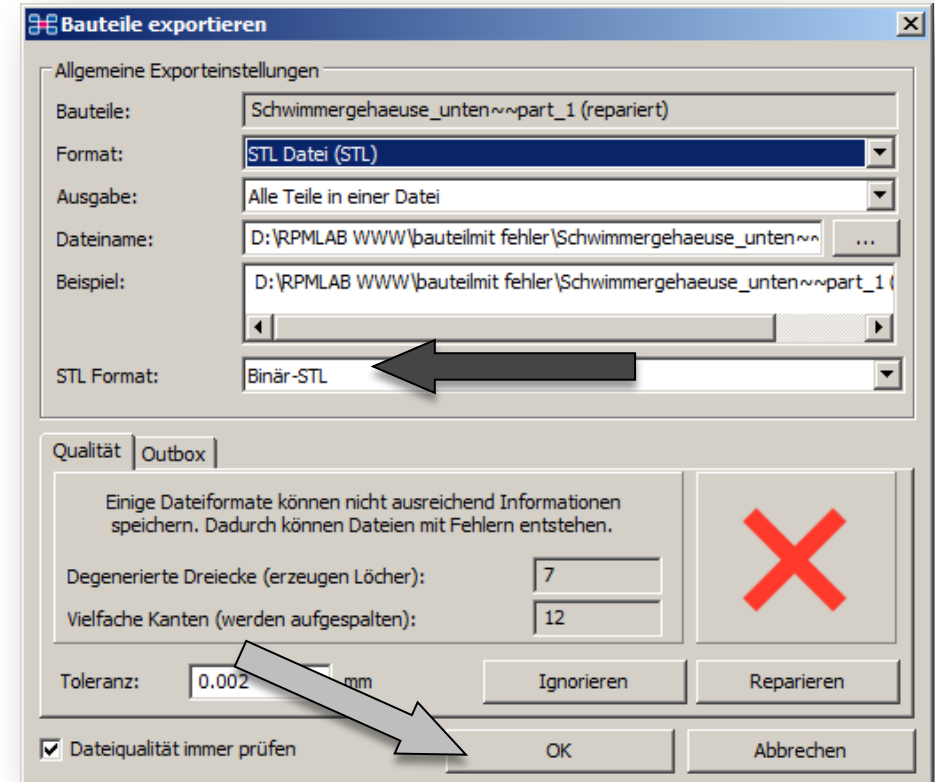 Bauteile exportieren
Allgemeine Exporteinstellungen
Bauteile: Schwimmergehaeuse_unten~~part_1 (repariert)
Format: STL Datei (STL)
Ausgabe: Alle Teile in einer Datei
Dateiname: D:\RPMLAB WWW\bauteilmit fehler\Schwimmergehaeuse_unten~~ ...
Beispiel: D:\RPMLAB WWW\bauteilmit fehler\Schwimmergehaeuse_unten~~part_1 (
STL Format: Binär-STL
Qualität Outbox
Einige Dateiformate können nicht ausreichend Informationen
speichern. Dadurch können Dateien mit Fehlern entstehen.
Degenerierte Dreiecke (erzeugen Löcher): 7
Vielfache Kanten (werden aufgespalten): 12
Toleranz: 0.002 mm Ignorieren Reparieren
Dateiqualität immer prüfen OK Abbrechen